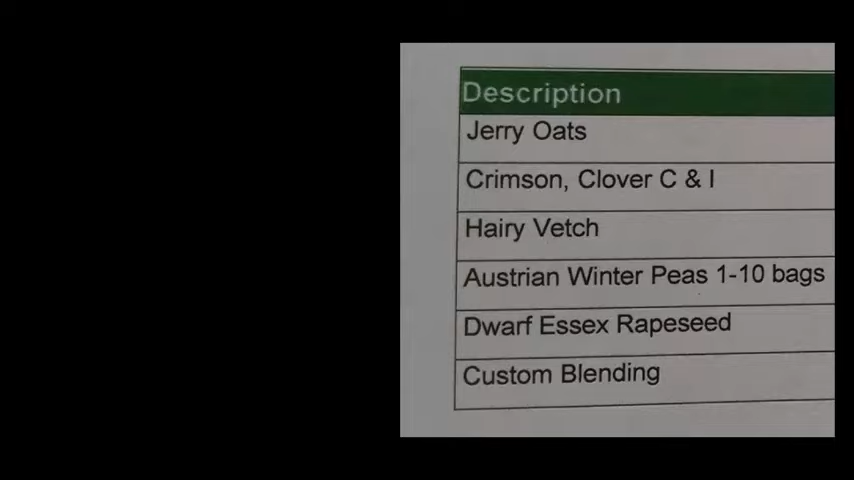 Description
Jerry Oats
Crimson, Clover C & I
Hairy Vetch
Austrian Winter Peas 1-10 bags
Dwarf Essex Rapeseed
Custom Blending